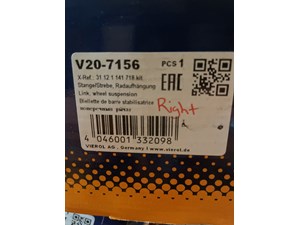 V20-7156
PCS 1
X-Ref.: 31 12 1 141 718 kit
Stange/Strebe, Radaufhängung
EAC
Link, wheel suspension
Biellette de barre stabilisatrice
Right
4 046001 332098
VIEROL AG . Germany | www.vierol.de